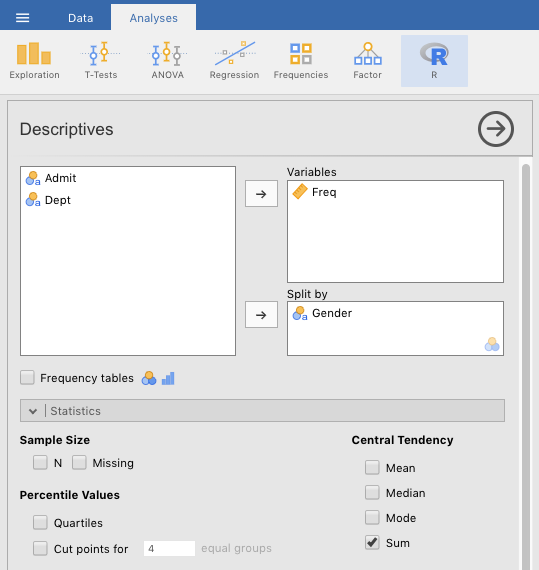 Data Analyses
Exploration T-Tests ANOVA Regression Frequencies Factor R
Descriptives
Admit
Dept
Variables
Freq
Split by
Gender
Frequency tables
Statistics
Sample Size
N Missing
Percentile Values
Quartiles
Cut points for 4 equal groups
Central Tendency
Mean
Median
Mode
Sum